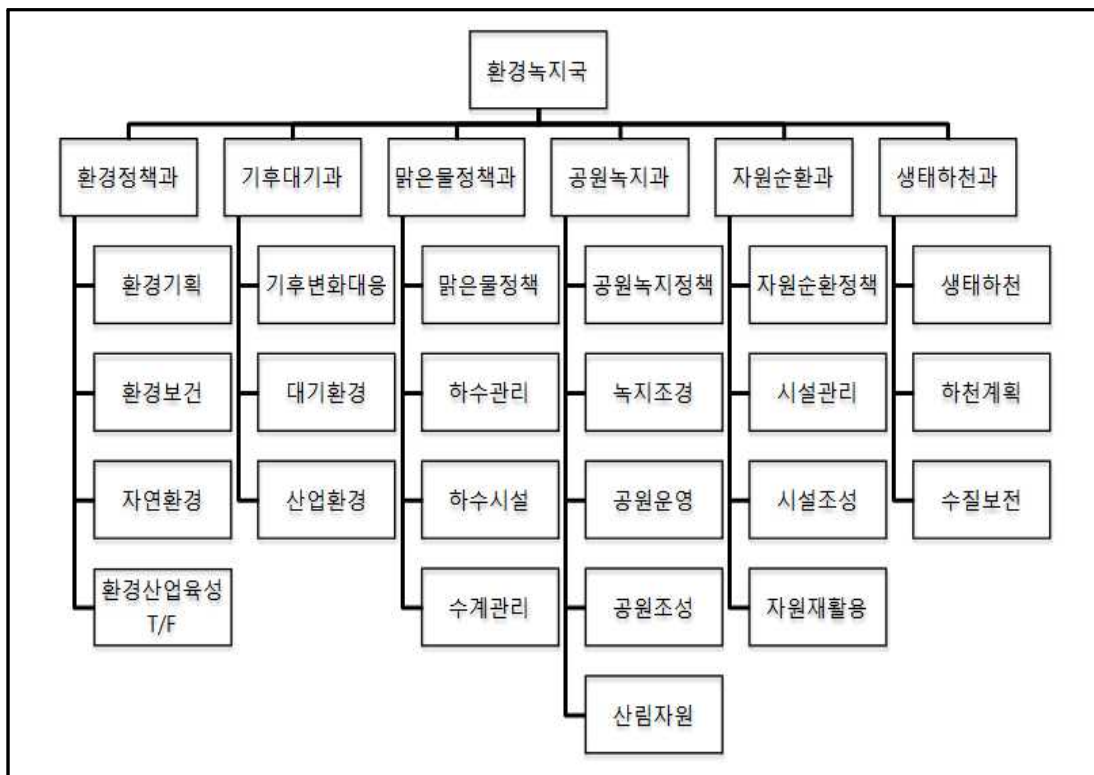 환경녹지국
환경정책과
기후대기과
맑은물정책과
공원녹지과
자원순환과
생태하천과
환경기획
기후변화대응
맑은물정책
공원녹지정책
자원순환정책
생태하천
환경보건
대기환경
하수관리
녹지조경
시설관리
하천계획
자연환경
산업환경
하수시설
공원운영
시설조성
수질보전
환경산업육성
T/F
수계관리
공원조성
자원재활용
산림자원